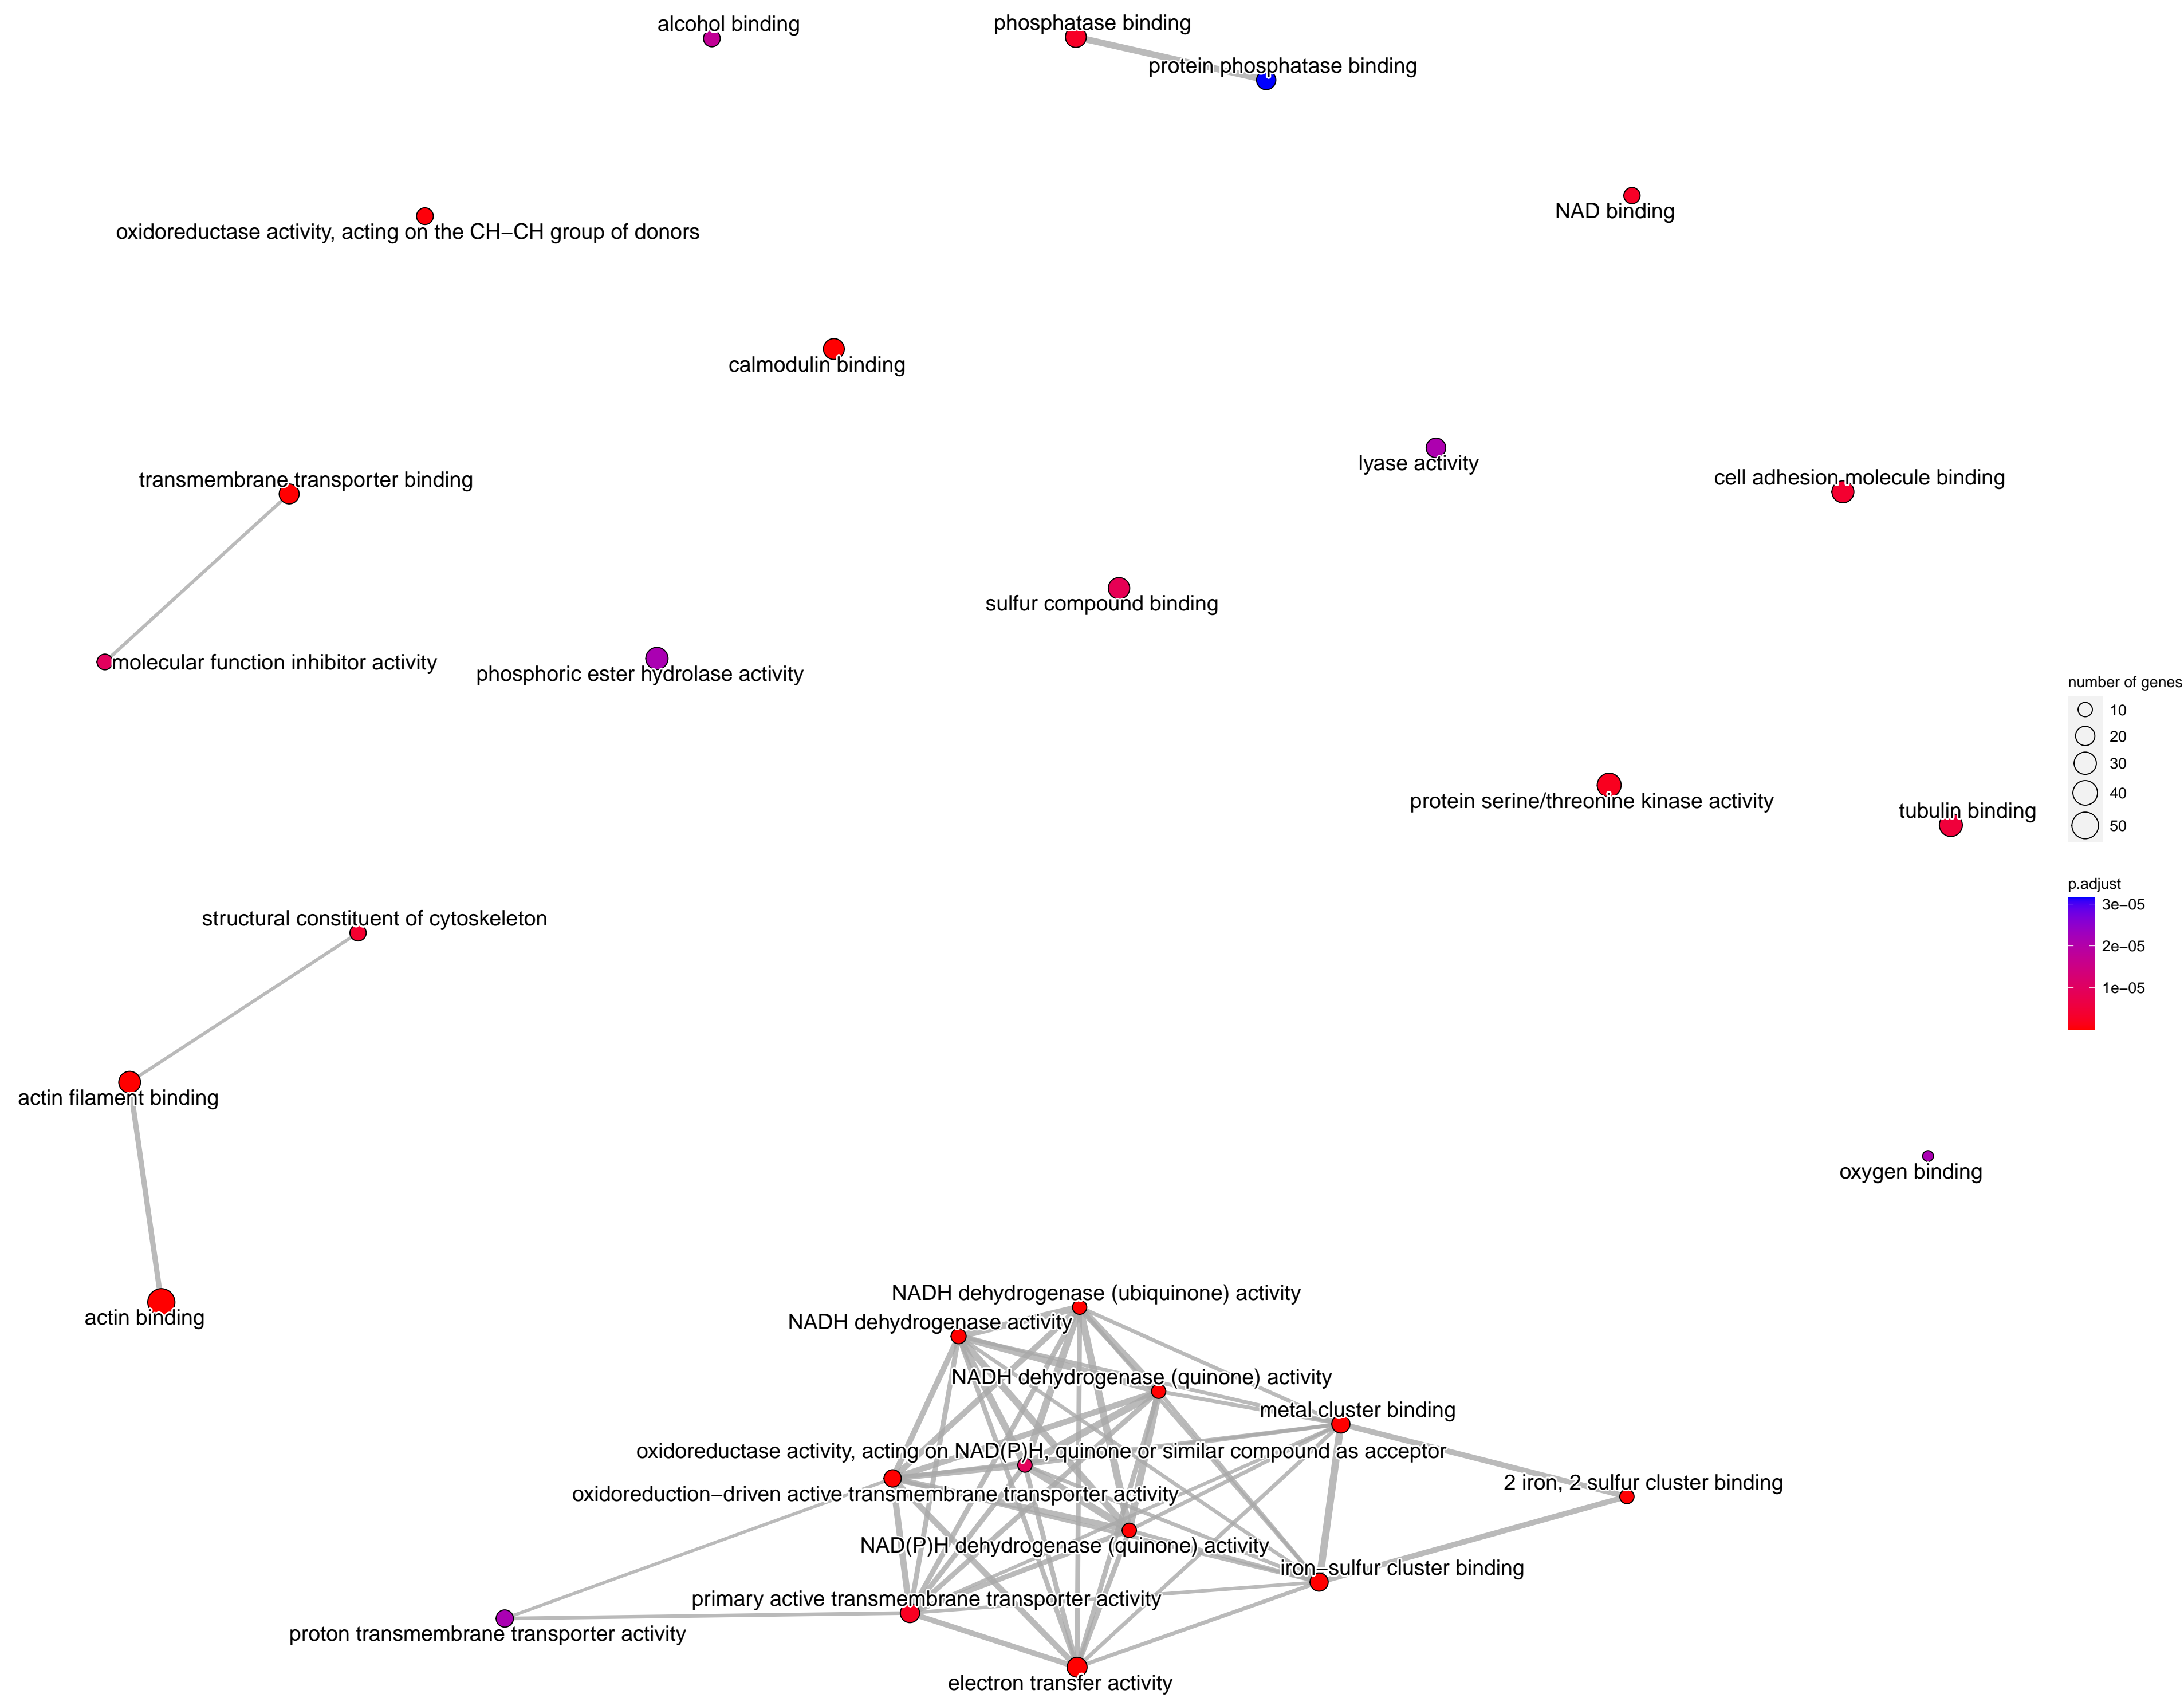 alcohol binding
phosphatase binding
protein phosphatase binding
NAD binding
oxidoreductase activity, acting on the CH−CH group of donors
calmodulin binding
lyase activity
transmembrane transporter binding
cell adhesion molecule binding
sulfur compound binding
molecular function inhibitor activity
phosphoric ester hydrolase activity
number of genes
10
20
30
40
50
protein serine/threonine kinase activity
tubulin binding
p.adjust
3e−05
2e−05
1e−05
structural constituent of cytoskeleton
actin filament binding
oxygen binding
NADH dehydrogenase (ubiquinone) activity
actin binding
NADH dehydrogenase activity
NADH dehydrogenase (quinone) activity
metal cluster binding
oxidoreductase activity, acting on NAD(P)H, quinone or similar compound as acceptor
2 iron, 2 sulfur cluster binding
oxidoreduction−driven active transmembrane transporter activity
NAD(P)H dehydrogenase (quinone) activity
iron−sulfur cluster binding
primary active transmembrane transporter activity
proton transmembrane transporter activity
electron transfer activity